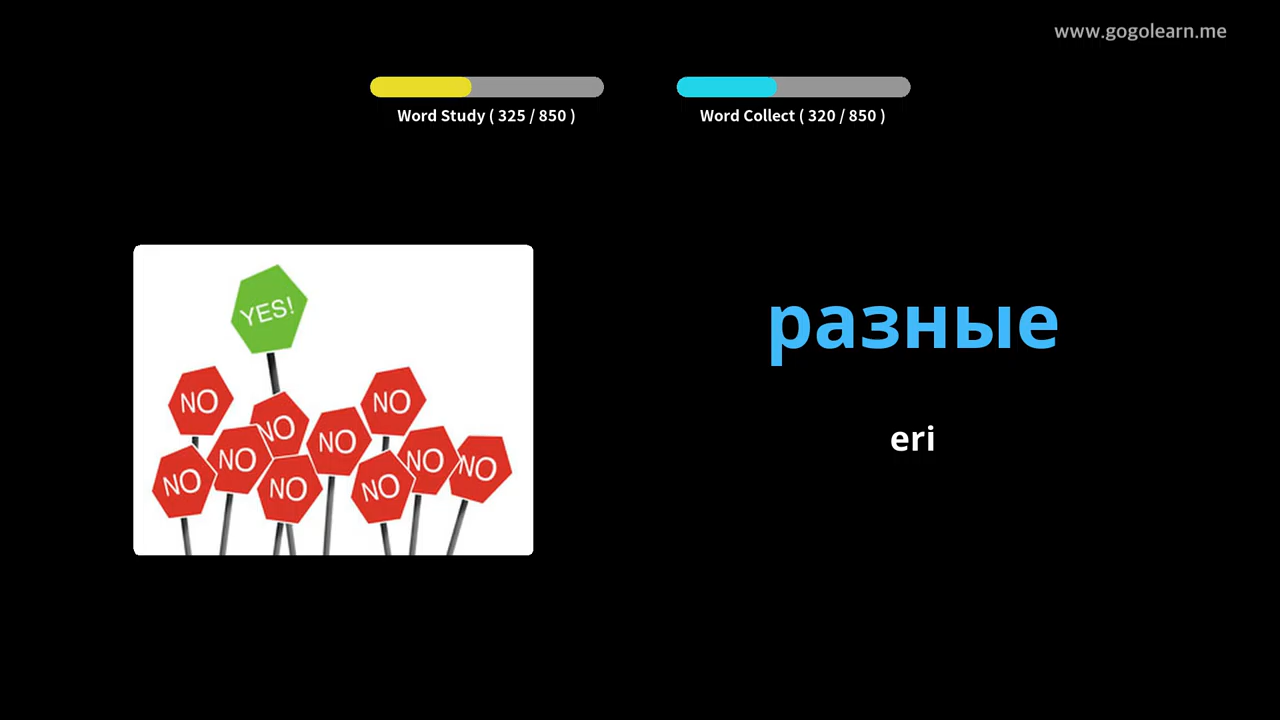 www.gogolearn.me
Word Study ( 325 / 850 )
Word Collect ( 320 / 850 )
YES!
NO
NO
NO
NO
NO
NO
NO
NO
NO
NO
разные
eri